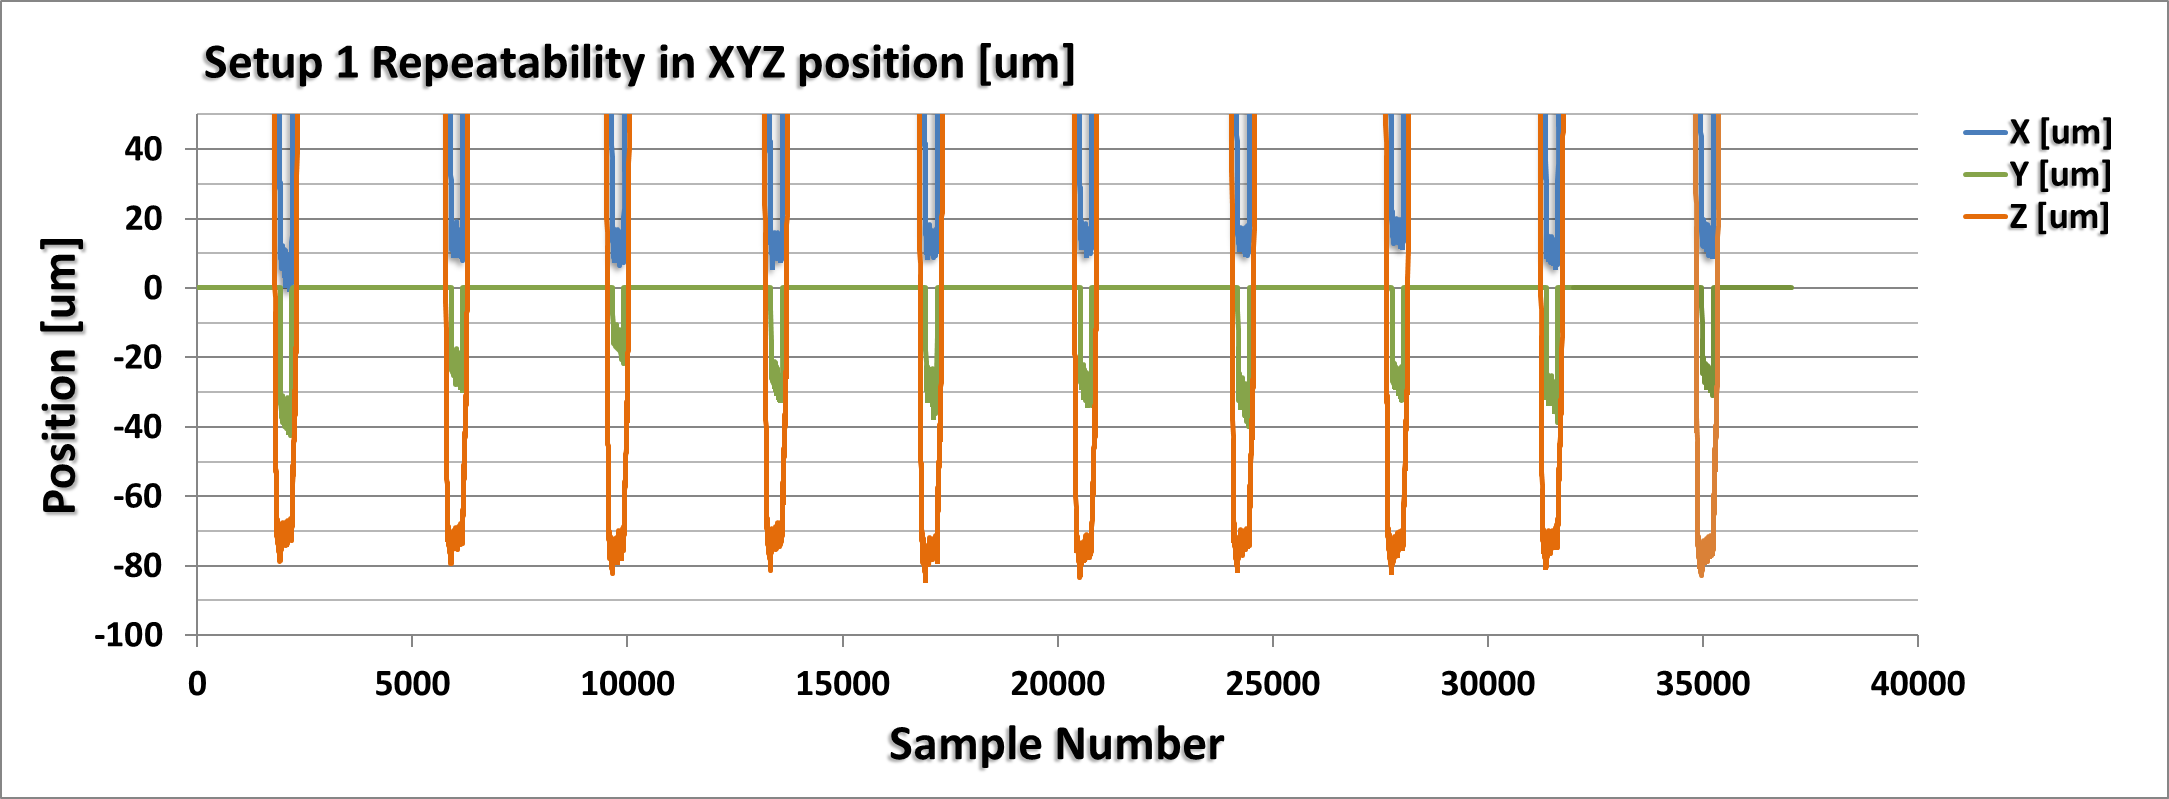 Setup 1 Repeatability in XYZ position [um]
X [um]
Y [um]
Z [um]
Position [um]
40
20
0
-20
-40
-60
-80
-100
0 5000 10000 15000 20000 25000 30000 35000 40000
Sample Number